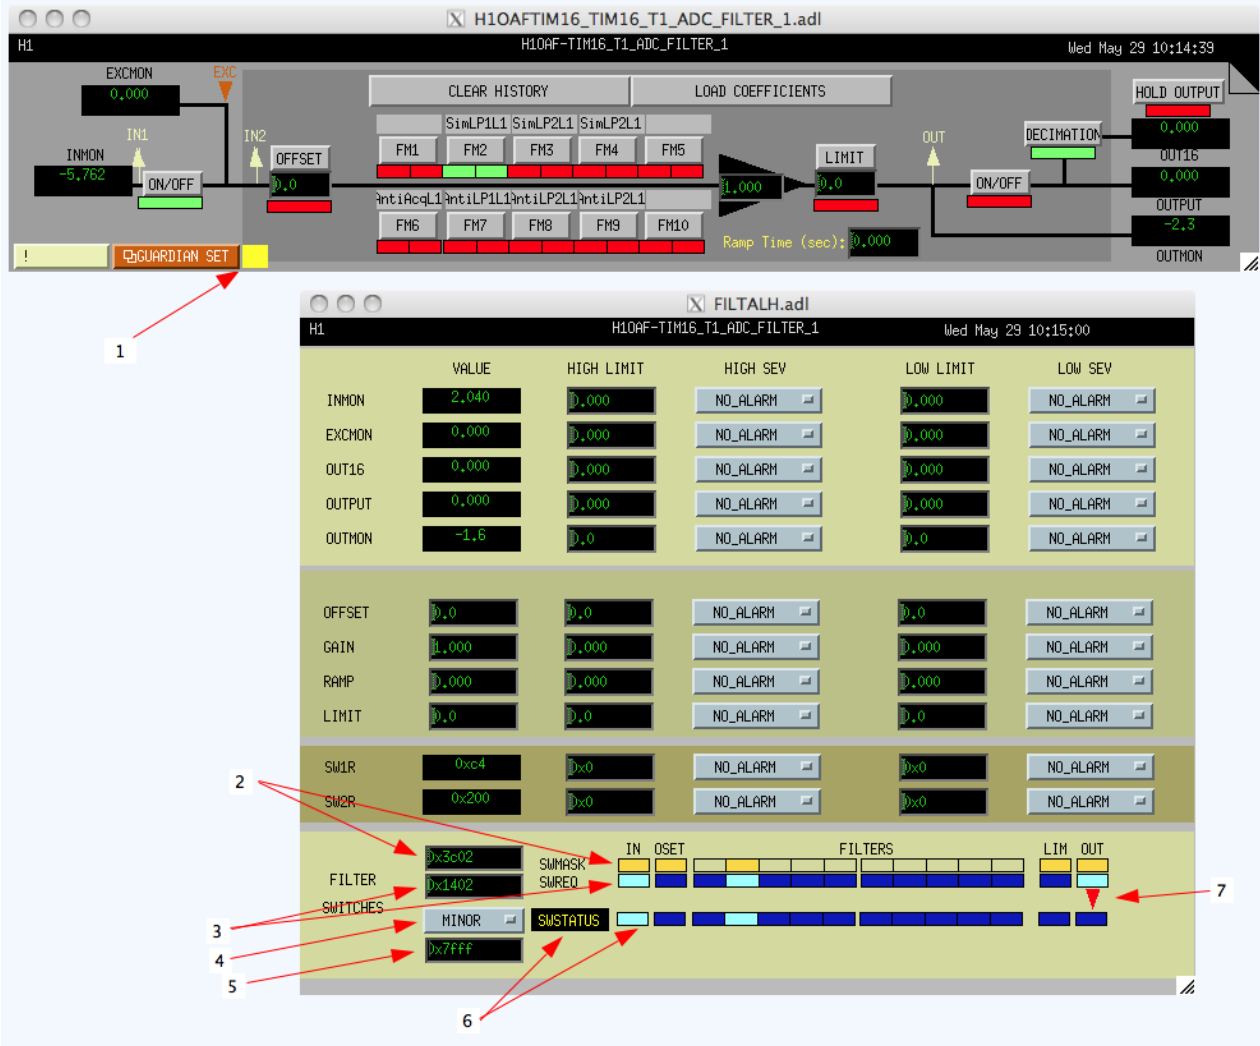 X H1OAFTIM16_TIM16_T1_ADC_FILTER_1.adl
H1 H1OAF-TIM16_T1_ADC_FILTER_1 Wed May 29 10:14:39
EXCMON EXC
0.000
CLEAR HISTORY LOAD COEFFICIENTS
HOLD OUTPUT
SimLP1L1 SimLP2L1 SimLP2L1
IN1 IN2 OUT DECIMATION 0.000
FM1 FM2 FM3 FM4 FM5
INMON OFFSET LIMIT OUT16
-5.762 ON/OFF 0.0 1.000 0.0 ON/OFF 0.000
AntiAcqL1 AntiLP1L1 AntiLP2L1 AntiLP2L1
OUTPUT
FM6 FM7 FM8 FM9 FM10
-2.3
Ramp Time (sec): 0.000
! GUARDIAN SET OUTMON
1
X FILTALH.adl
H1 H1OAF-TIM16_T1_ADC_FILTER_1 Wed May 29 10:15:00
VALUE HIGH LIMIT HIGH SEV LOW LIMIT LOW SEV
INMON 2.040 0.000 NO_ALARM 0.000 NO_ALARM
EXCMON 0.000 0.000 NO_ALARM 0.000 NO_ALARM
OUT16 0.000 0.000 NO_ALARM 0.000 NO_ALARM
OUTPUT 0.000 0.000 NO_ALARM 0.000 NO_ALARM
OUTMON -1.6 0.0 NO_ALARM 0.0 NO_ALARM
OFFSET 0.0 0.0 NO_ALARM 0.0 NO_ALARM
GAIN 1.000 0.000 NO_ALARM 0.000 NO_ALARM
RAMP 0.000 0.000 NO_ALARM 0.000 NO_ALARM
LIMIT 0.0 0.0 NO_ALARM 0.0 NO_ALARM
SW1R 0xc4 0x0 NO_ALARM 0x0 NO_ALARM
2
SW2R 0x200 0x0 NO_ALARM 0x0 NO_ALARM
IN OSET FILTERS LIM OUT
0x3c02 SWMASK
FILTER 0x1402 SWREQ
7
SWITCHES
MINOR SWSTATUS
3
0x7fff
4
5
6